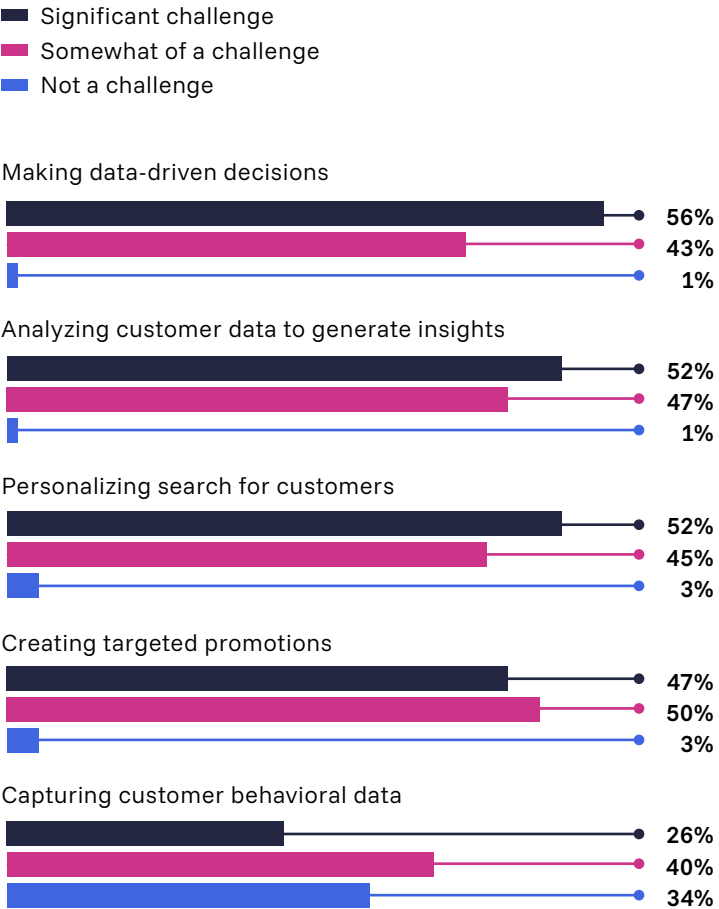 Significant challenge
Somewhat of a challenge
Not a challenge
Making data-driven decisions
56%
43%
1%
Analyzing customer data to generate insights
52%
47%
1%
Personalizing search for customers
52%
45%
3%
Creating targeted promotions
47%
50%
3%
Capturing customer behavioral data
26%
40%
34%